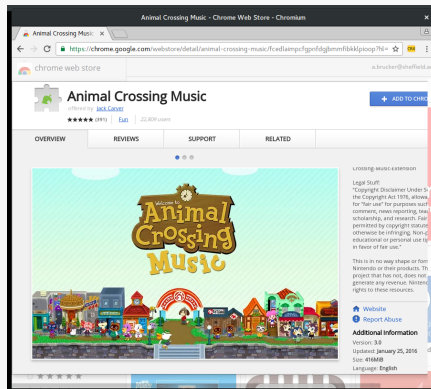 Animal Crossing Music - Chrome Web Store - Chromium
Animal Crossing Music
https://chrome.google.com/webstore/detail/animal-crossing-music/fcedlaimpcfgpnfdgjbmmfibkklpioop?hl=
chrome web store
a.brucker@sheffield.a
Animal Crossing Music
offered by Jack Carver
(391)
Fun
22,809 users
+ ADD TO CHRO
OVERVIEW
REVIEWS
SUPPORT
RELATED
Crossing-Music-Extension
Legal Stuff:
"Copyright Disclaimer Under S
the Copyright Act 1976, allowa
for "fair use" for purposes such
comment, news reporting, tea
scholarship, and research. Fair
permitted by copyright statute
otherwise be infringing. Non-p
educational or personal use ti
in favor of fair use."
This is in no way shape or form
Nintendo or their products. Th
project that has not, does not
generate any revenue. Ninten
rights to these resources.
Website
Report Abuse
Additional Information
Version: 3.0
Updated: January 25, 2016
Size: 416MiB
Language: English
Welcome to
Animal
Crossing
Music